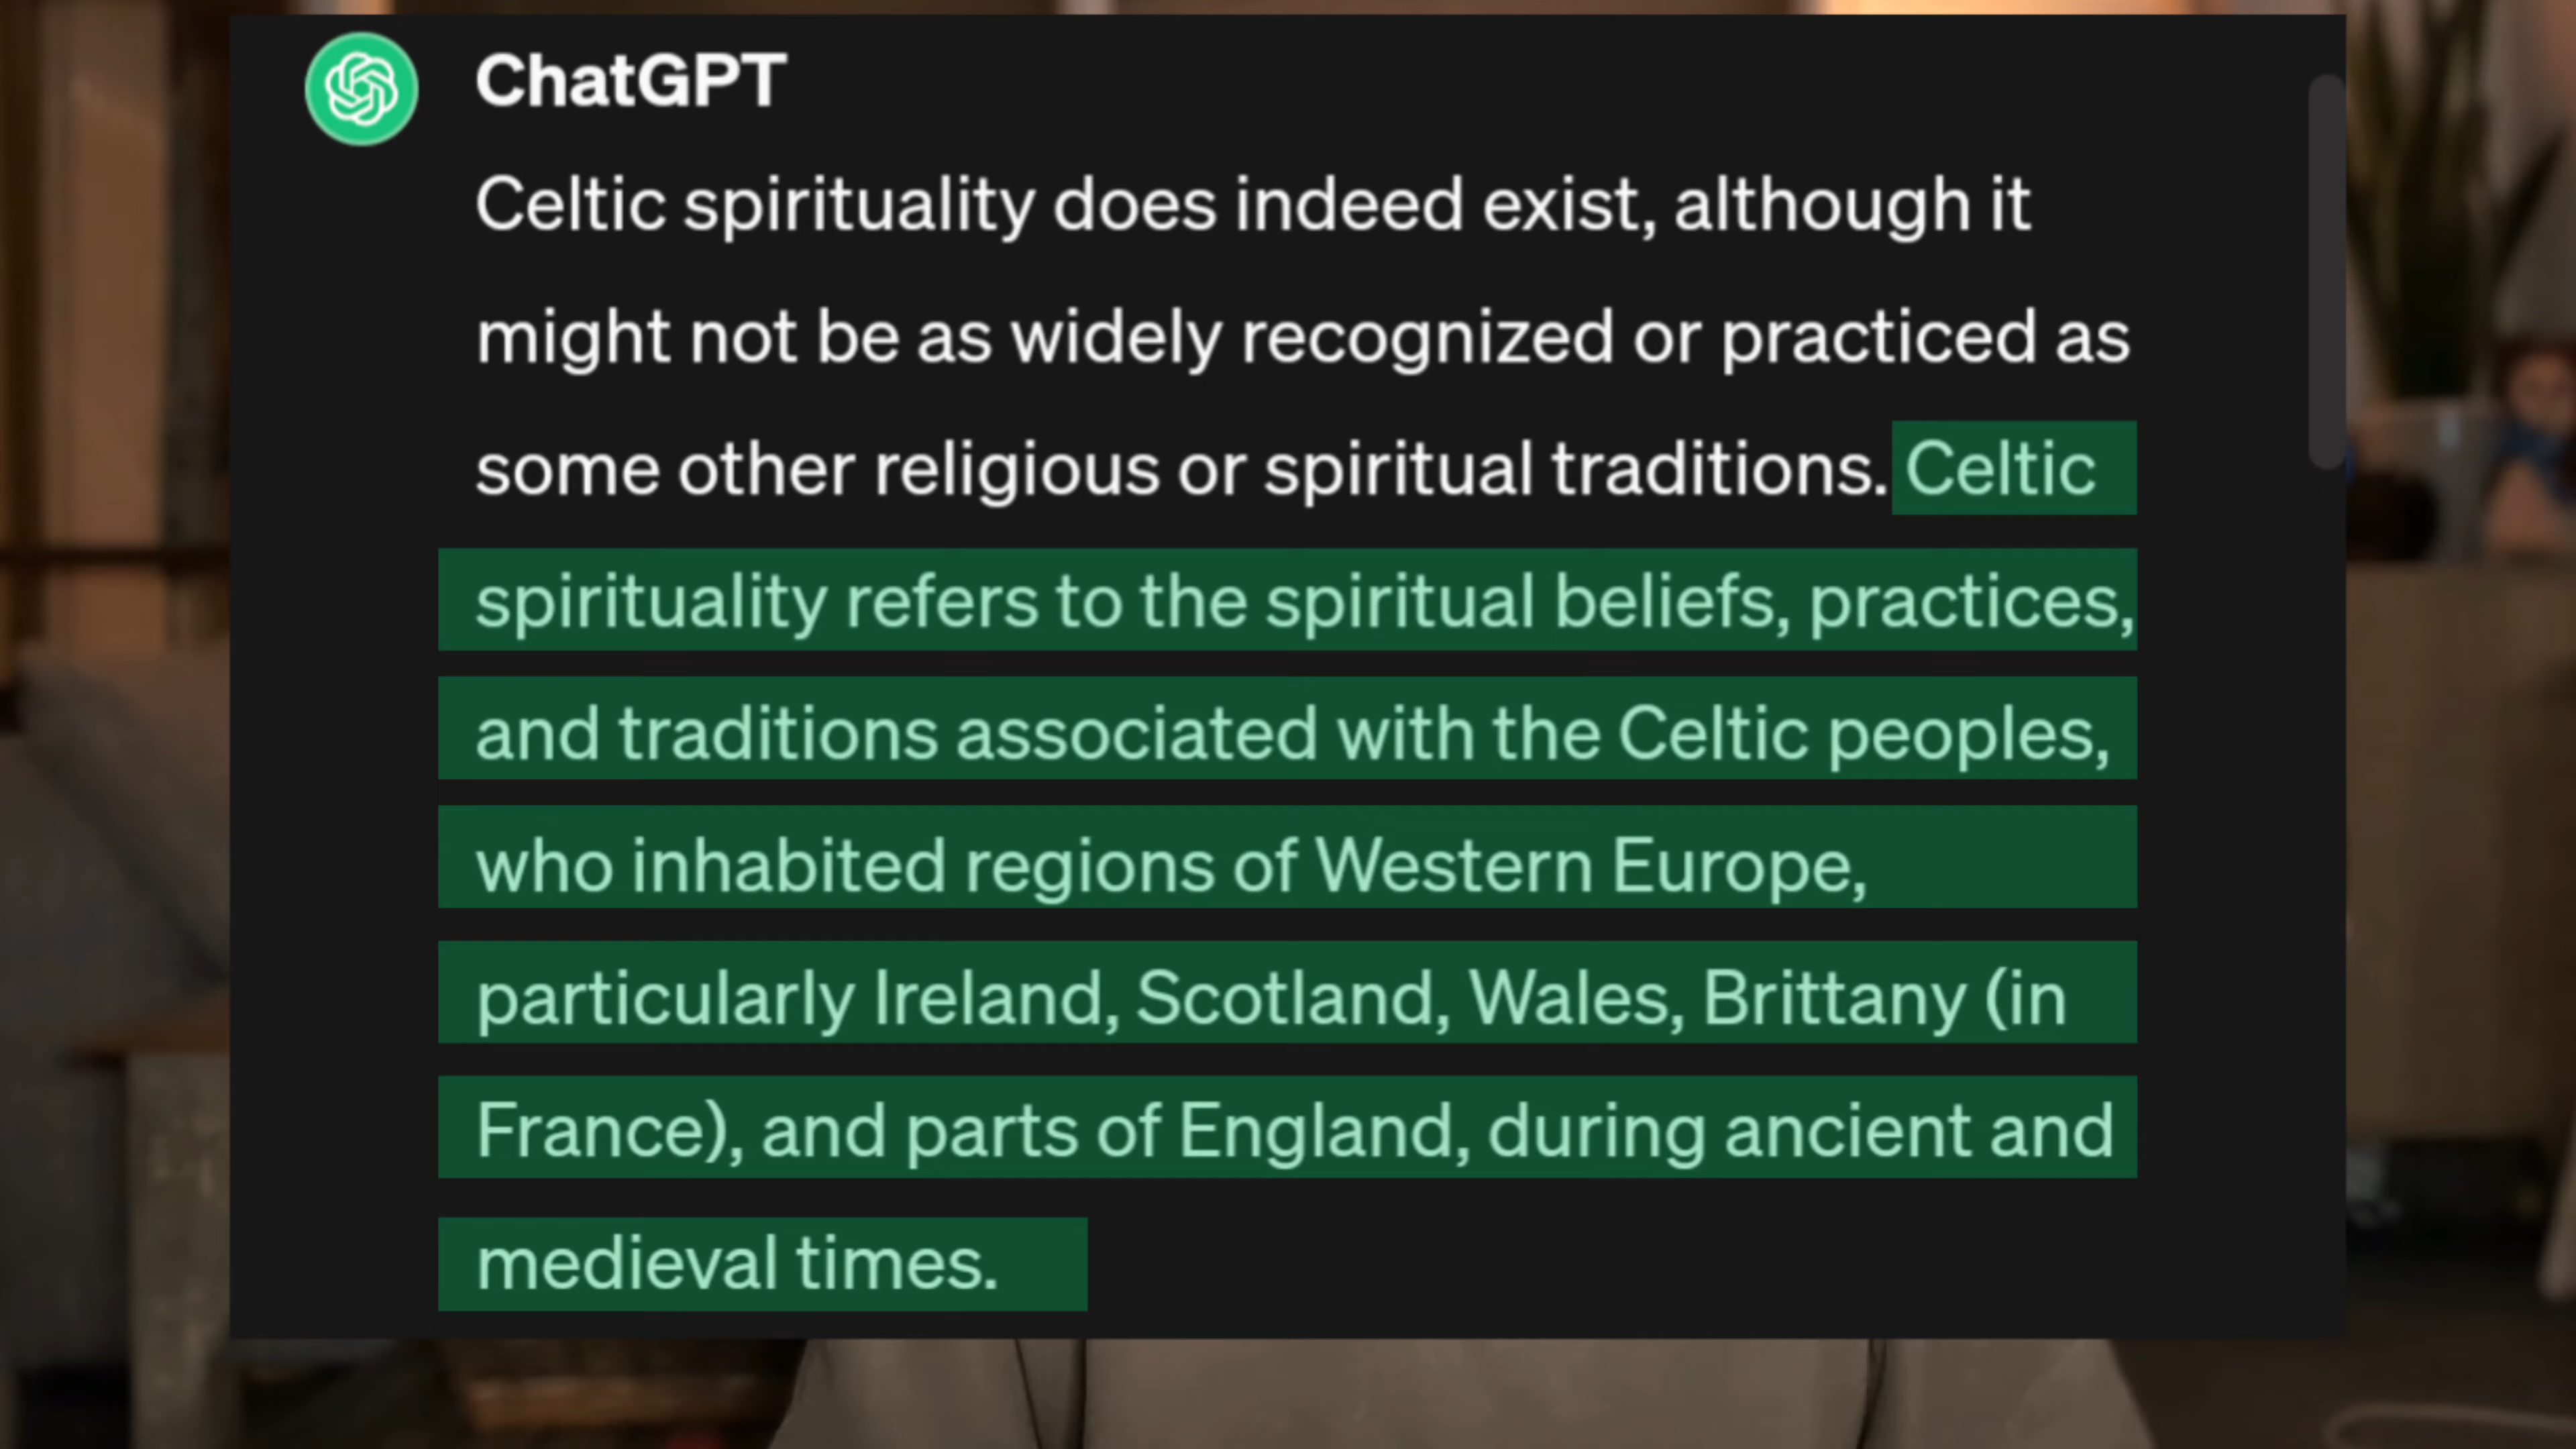 ChatGPT
Celtic spirituality does indeed exist, although it
might not be as widely recognized or practiced as
some other religious or spiritual traditions. Celtic
spirituality refers to the spiritual beliefs, practices,
and traditions associated with the Celtic peoples,
who inhabited regions of Western Europe,
particularly Ireland, Scotland, Wales, Brittany (in
France), and parts of England, during ancient and
medieval times.